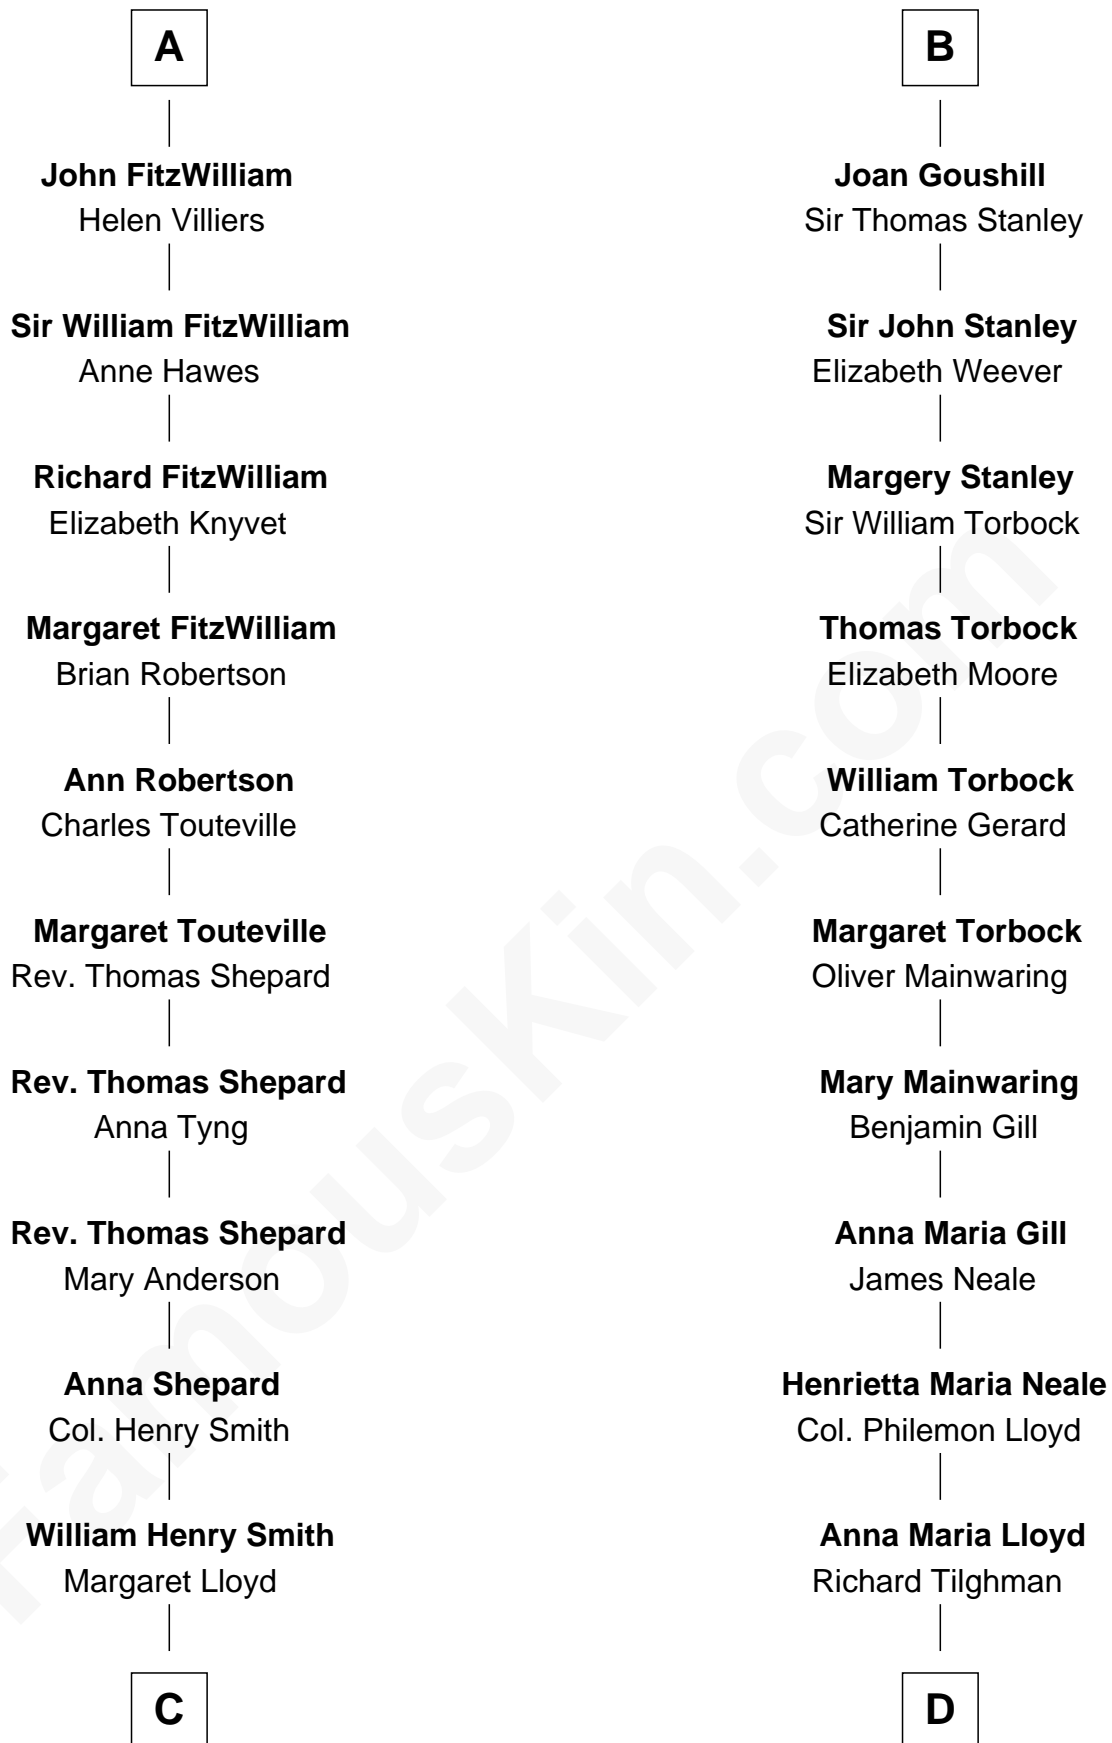 A
John FitzWilliam
Helen Villiers
Sir William FitzWilliam
Anne Hawes
Richard FitzWilliam
Elizabeth Knyvet
Margaret FitzWilliam
Brian Robertson
Ann Robertson
Charles Touteville
Margaret Touteville
Rev. Thomas Shepard
Rev. Thomas Shepard
Anna Tyng
Rev. Thomas Shepard
Mary Anderson
Anna Shepard
Col. Henry Smith
William Henry Smith
Margaret Lloyd
C
B
Joan Goushill
Sir Thomas Stanley
Sir John Stanley
Elizabeth Weever
Margery Stanley
Sir William Torbock
Thomas Torbock
Elizabeth Moore
William Torbock
Catherine Gerard
Margaret Torbock
Oliver Mainwaring
Mary Mainwaring
Benjamin Gill
Anna Maria Gill
James Neale
Henrietta Maria Neale
Col. Philemon Lloyd
Anna Maria Lloyd
Richard Tilghman
D
FamousKin.com